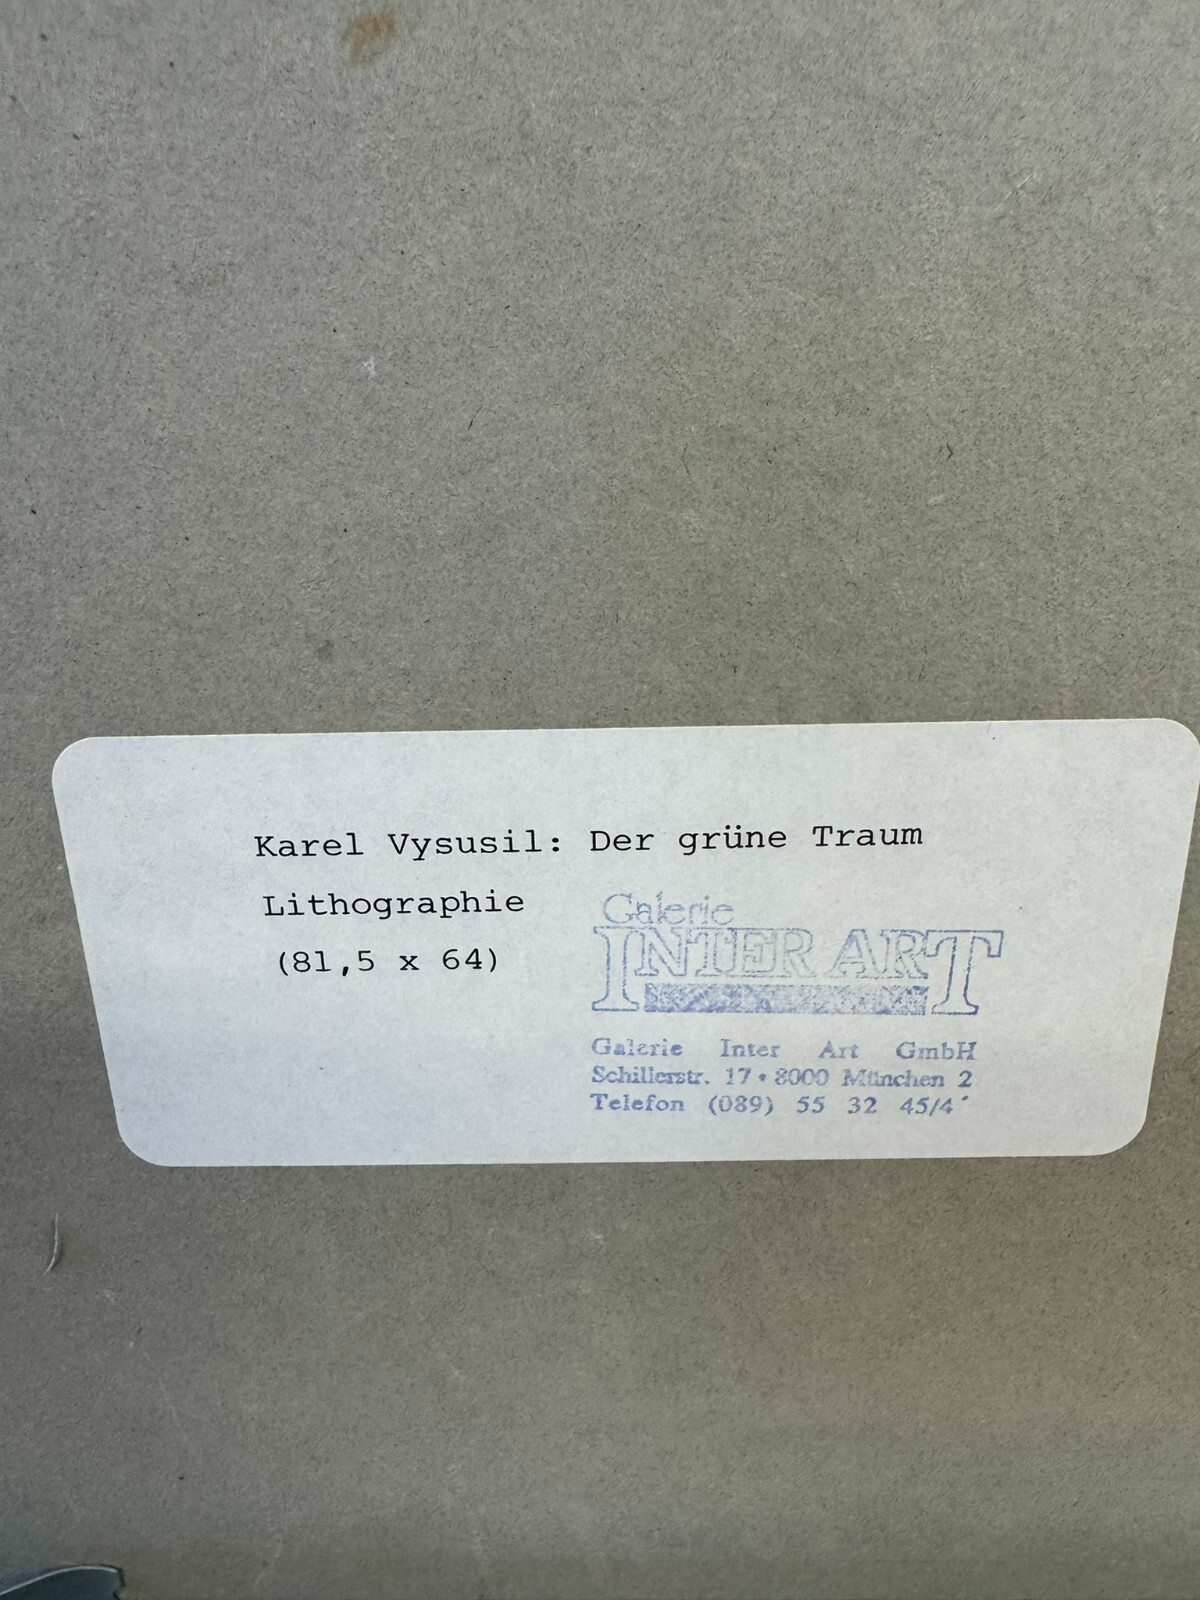 Karel Vysusil: Der grüne Traum
Lithographie
(81,5 x 64)
Galerie
INTER ART
Galerie Inter Art GmbH
Schillerstr. 17 • 8000 München 2
Telefon (089) 55 32 45/4